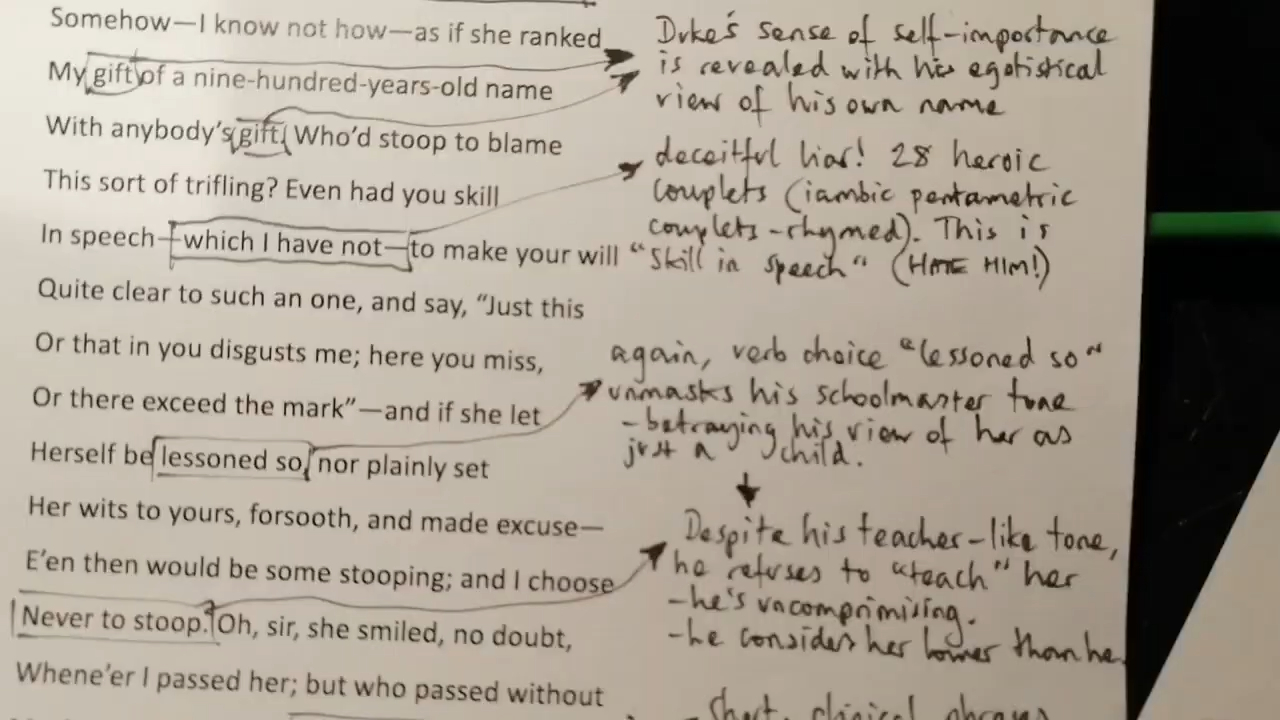 Somehow—I know not how—as if she ranked
My gift of a nine-hundred-years-old name
With anybody's gift. Who'd stoop to blame
This sort of trifling? Even had you skill
In speech—which I have not—to make your will
Quite clear to such an one, and say, “Just this
Or that in you disgusts me; here you miss,
Or there exceed the mark”—and if she let
Herself be lessoned so, nor plainly set
Her wits to yours, forsooth, and made excuse—
E'en then would be some stooping; and I choose
Never to stoop. Oh, sir, she smiled, no doubt,
Whene'er I passed her; but who passed without
Duke's sense of self-importance
is revealed with his egotistical
view of his own name
deceitful liar! 28 heroic
couplets (iambic pentametric
couplets-rhymed). This is
“skill in speech” (HATE HIM!)
again, verb choice “lessoned so”
unmasks his schoolmaster tone
- betraying his view of her as
just a child.
Despite his teacher-like tone,
he refuses to “teach” her
- he's uncomprimising.
- he considers her lower than he.
- short, clinical phrases